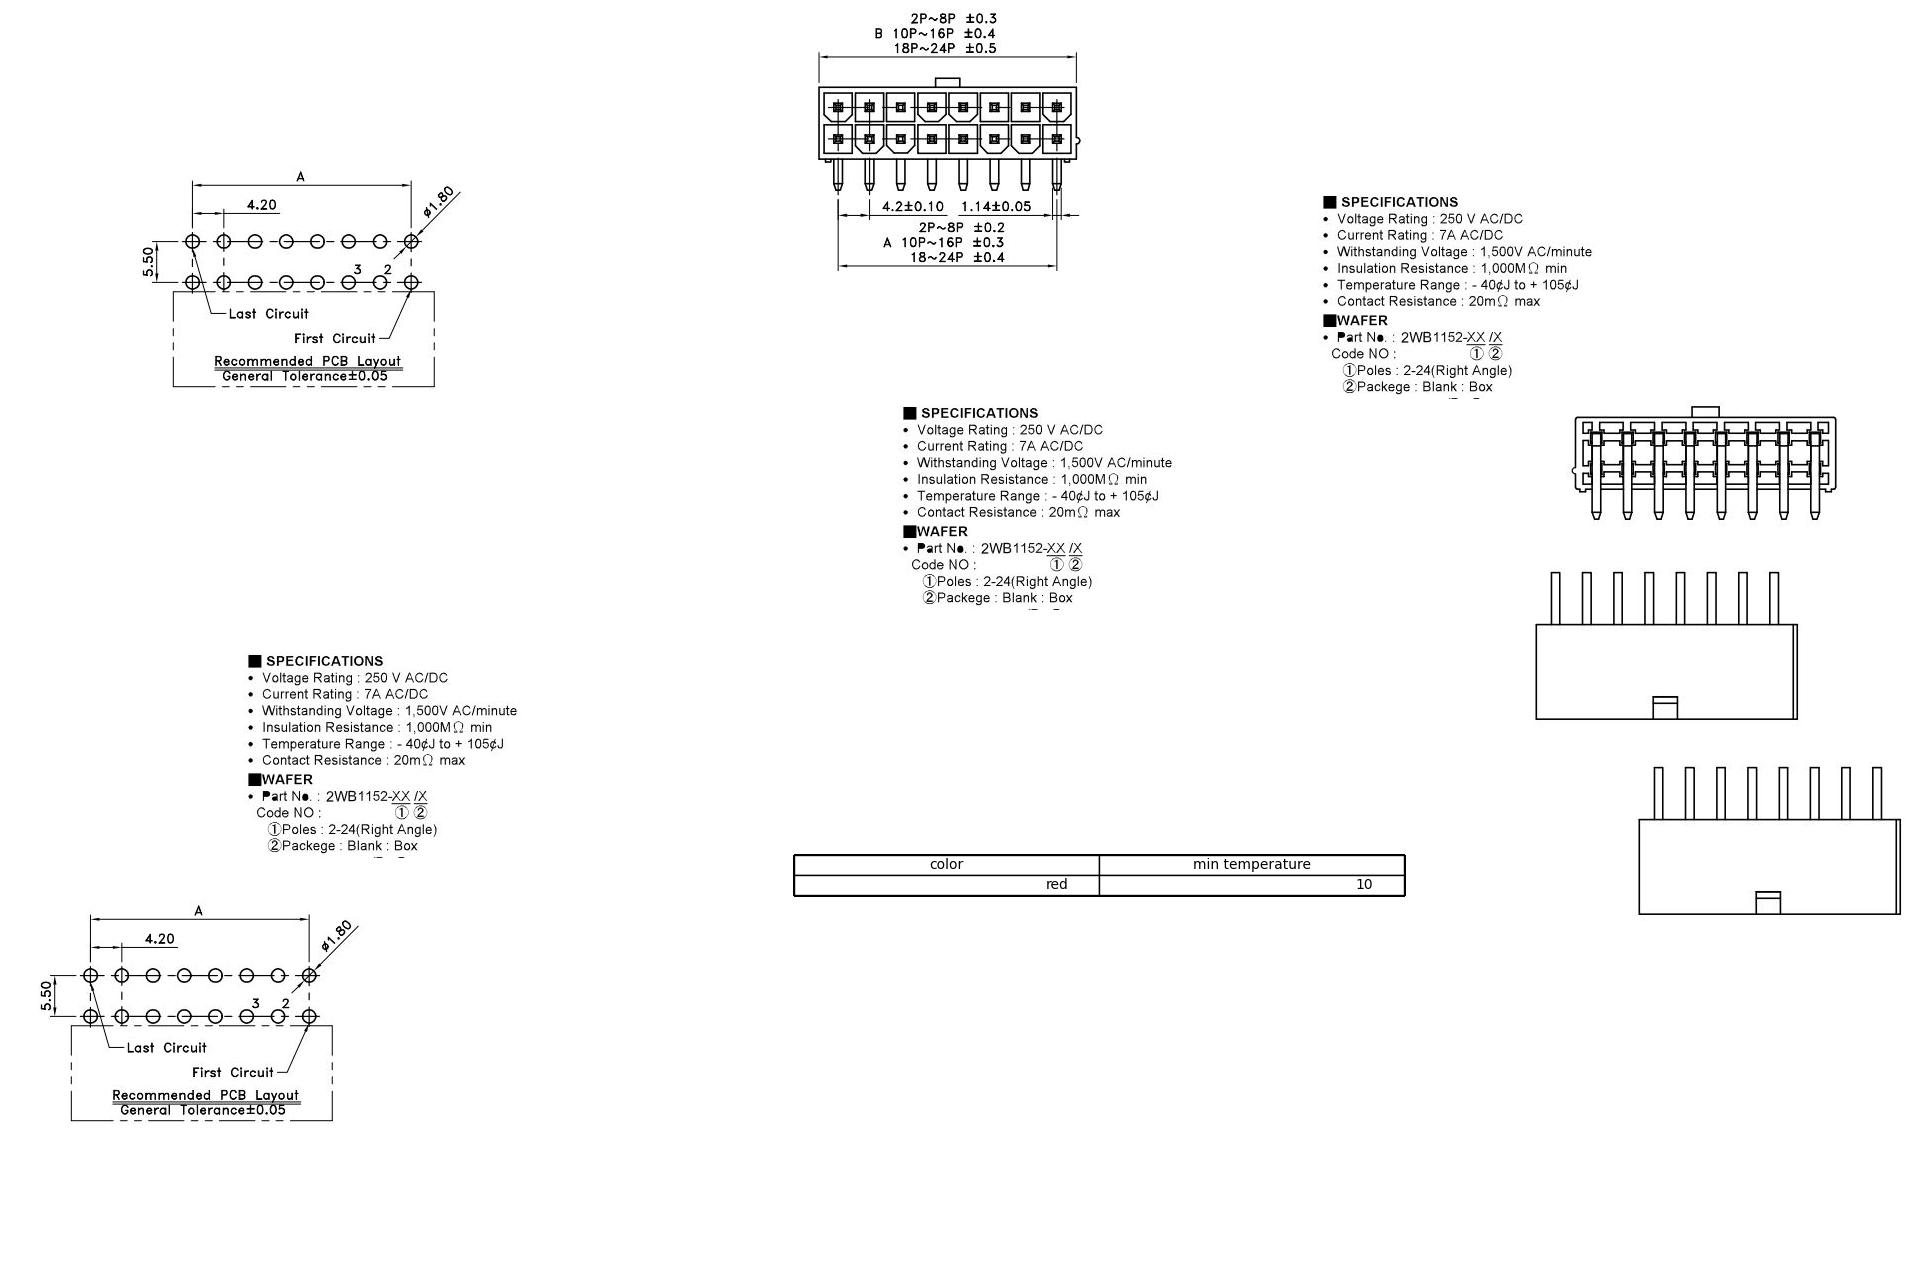 2P~8P ±0.3
B 10P~16P ±0.4
18P~24P ±0.5
4.2±0.10 1.14±0.05
2P~8P ±0.2
A 10P~16P ±0.3
18~24P ±0.4
A
4.20
ø1.80
5.50
3 2
Last Circuit
First Circuit
Recommended PCB Layout
General Tolerance±0.05
■ SPECIFICATIONS
• Voltage Rating : 250 V AC/DC
• Current Rating : 7A AC/DC
• Withstanding Voltage : 1,500V AC/minute
• Insulation Resistance : 1,000MΩ min
• Temperature Range : - 40¢J to + 105¢J
• Contact Resistance : 20mΩ max
■WAFER
• Part No. : 2WB1152-XX /X
Code NO : ① ②
①Poles : 2-24(Right Angle)
②Packege : Blank : Box
■ SPECIFICATIONS
• Voltage Rating : 250 V AC/DC
• Current Rating : 7A AC/DC
• Withstanding Voltage : 1,500V AC/minute
• Insulation Resistance : 1,000MΩ min
• Temperature Range : - 40¢J to + 105¢J
• Contact Resistance : 20mΩ max
■WAFER
• Part No. : 2WB1152-XX /X
Code NO : ① ②
①Poles : 2-24(Right Angle)
②Packege : Blank : Box
■ SPECIFICATIONS
• Voltage Rating : 250 V AC/DC
• Current Rating : 7A AC/DC
• Withstanding Voltage : 1,500V AC/minute
• Insulation Resistance : 1,000MΩ min
• Temperature Range : - 40¢J to + 105¢J
• Contact Resistance : 20mΩ max
■WAFER
• Part No. : 2WB1152-XX /X
Code NO : ① ②
①Poles : 2-24(Right Angle)
②Packege : Blank : Box
color min temperature
red 10
A
4.20
ø1.80
5.50
3 2
Last Circuit
First Circuit
Recommended PCB Layout
General Tolerance±0.05